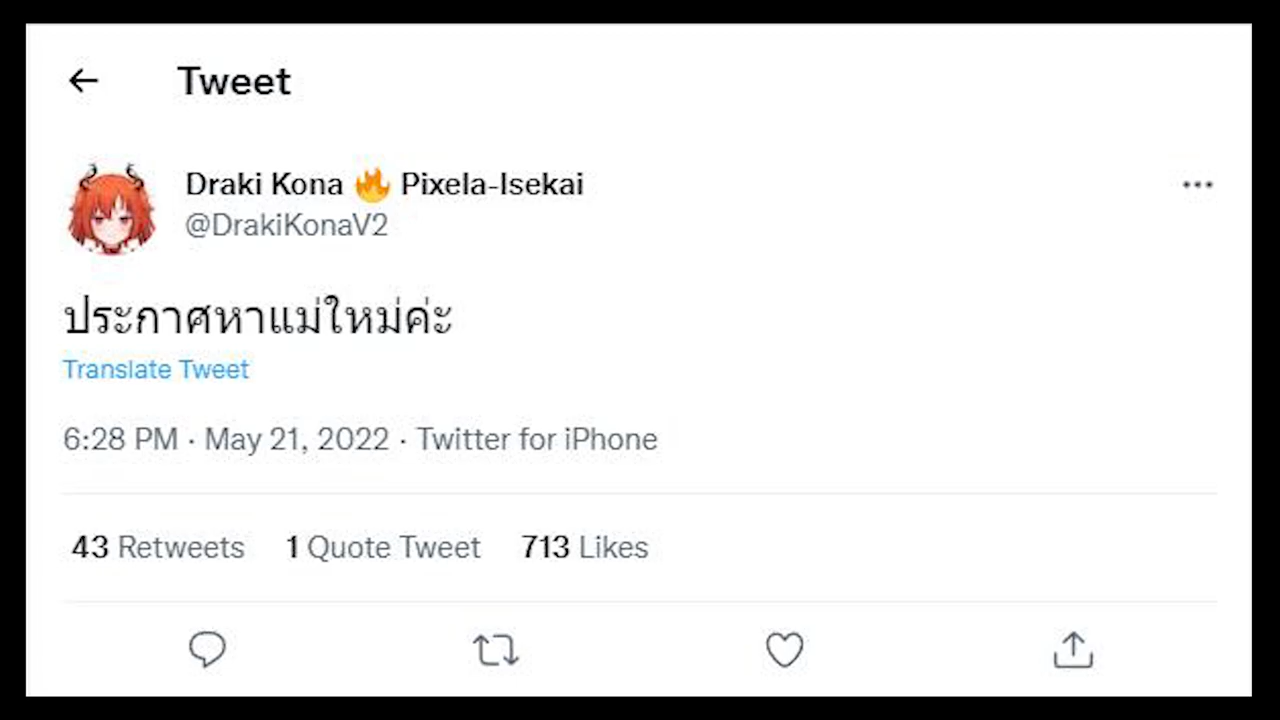 Tweet
Draki Kona 🔥 Pixela-Isekai
@DrakiKonaV2
ประกาศหาแม่ใหม่ค่ะ
Translate Tweet
6:28 PM · May 21, 2022 · Twitter for iPhone
43 Retweets 1 Quote Tweet 713 Likes